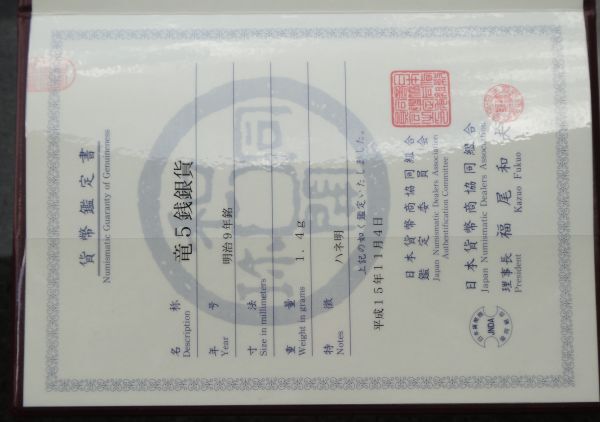 貨幣鑑定書
Numismatic Guaranty of Genuineness
名称 竜5銭銀貨
Description
年号 明治9年銘
Year
寸法
Size in millimeters
重量 1.4g
Weight in grams
特徴 ハネ明
Notes
上記の如く鑑定いたしました。
平成15年11月4日
日本貨幣商協同組合
鑑定委員会
Japan Numismatic Dealers Association
Authentification Committee
日本貨幣商協同組合
Japan Numismatic Dealers Association.
理事長 福尾和夫
President Kazuo Fukuo
JNDA